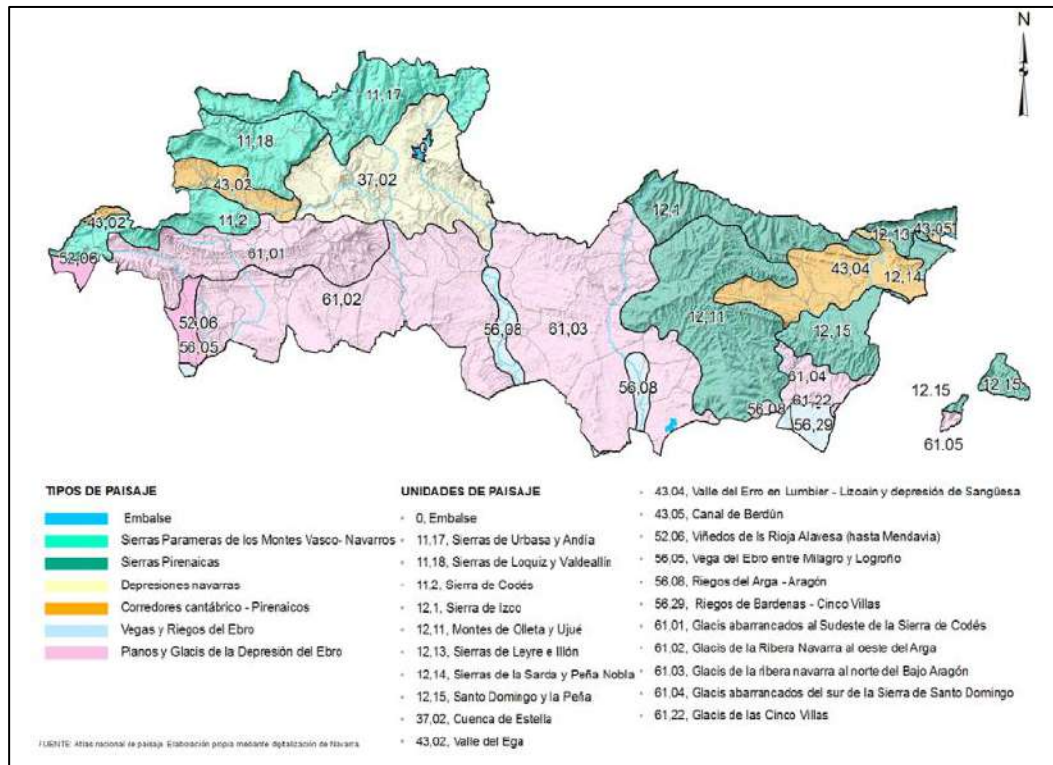 N
11,17
11,18
0
43,02
37,02
43,02
11,2
12,1
12,13
43,05
52,06
61,01
43,04
12,14
61,02
12,11
52,06
56,08
61,03
12,15
56,05
56,08
61,04
12.15
12,15
56,08
61,22
56,29
61.05
TIPOS DE PAISAJE
Embalse
Sierras Parameras de los Montes Vasco- Navarros
Sierras Pirenaicas
Depresiones navarras
Corredores cantábrico - Pirenaicos
Vegas y Riegos del Ebro
Planos y Glacis de la Depresión del Ebro
UNIDADES DE PAISAJE
0, Embalse
11,17, Sierras de Urbasa y Andía
11,18, Sierras de Loquiz y Valdeallín
11.2, Sierra de Codés
12,1, Sierra de Izco
12,11, Montes de Olleta y Ujué
12,13, Sierras de Leyre e Illón
12,14, Sierras de la Sarda y Peña Nobla
12,15, Santo Domingo y la Peña
37,02, Cuenca de Estella
43,02, Valle del Ega
43.04, Valle del Erro en Lumbier - Lizoain y depresión de Sangüesa
43,05, Canal de Berdún
52.06, Viñedos de la Rioja Alavesa (hasta Mendavia)
56,05, Vega del Ebro entre Milagro y Logroño
56,08, Riegos del Arga - Aragón
56,29, Riegos de Bardenas - Cinco Villas
61,01, Glacis abarrancados al Sudeste de la Sierra de Codés
61,02, Glacis de la Ribera Navarra al oeste del Arga
61,03, Glacis de la ribera navarra al norte del Bajo Aragón
61,04, Glacis abarrancados del sur de la Sierra de Santo Domingo
61,22, Glacis de las Cinco Villas
FUENTE: Atlas nacional de paisaje. Elaboración propia mediante digitalización de Navarra.